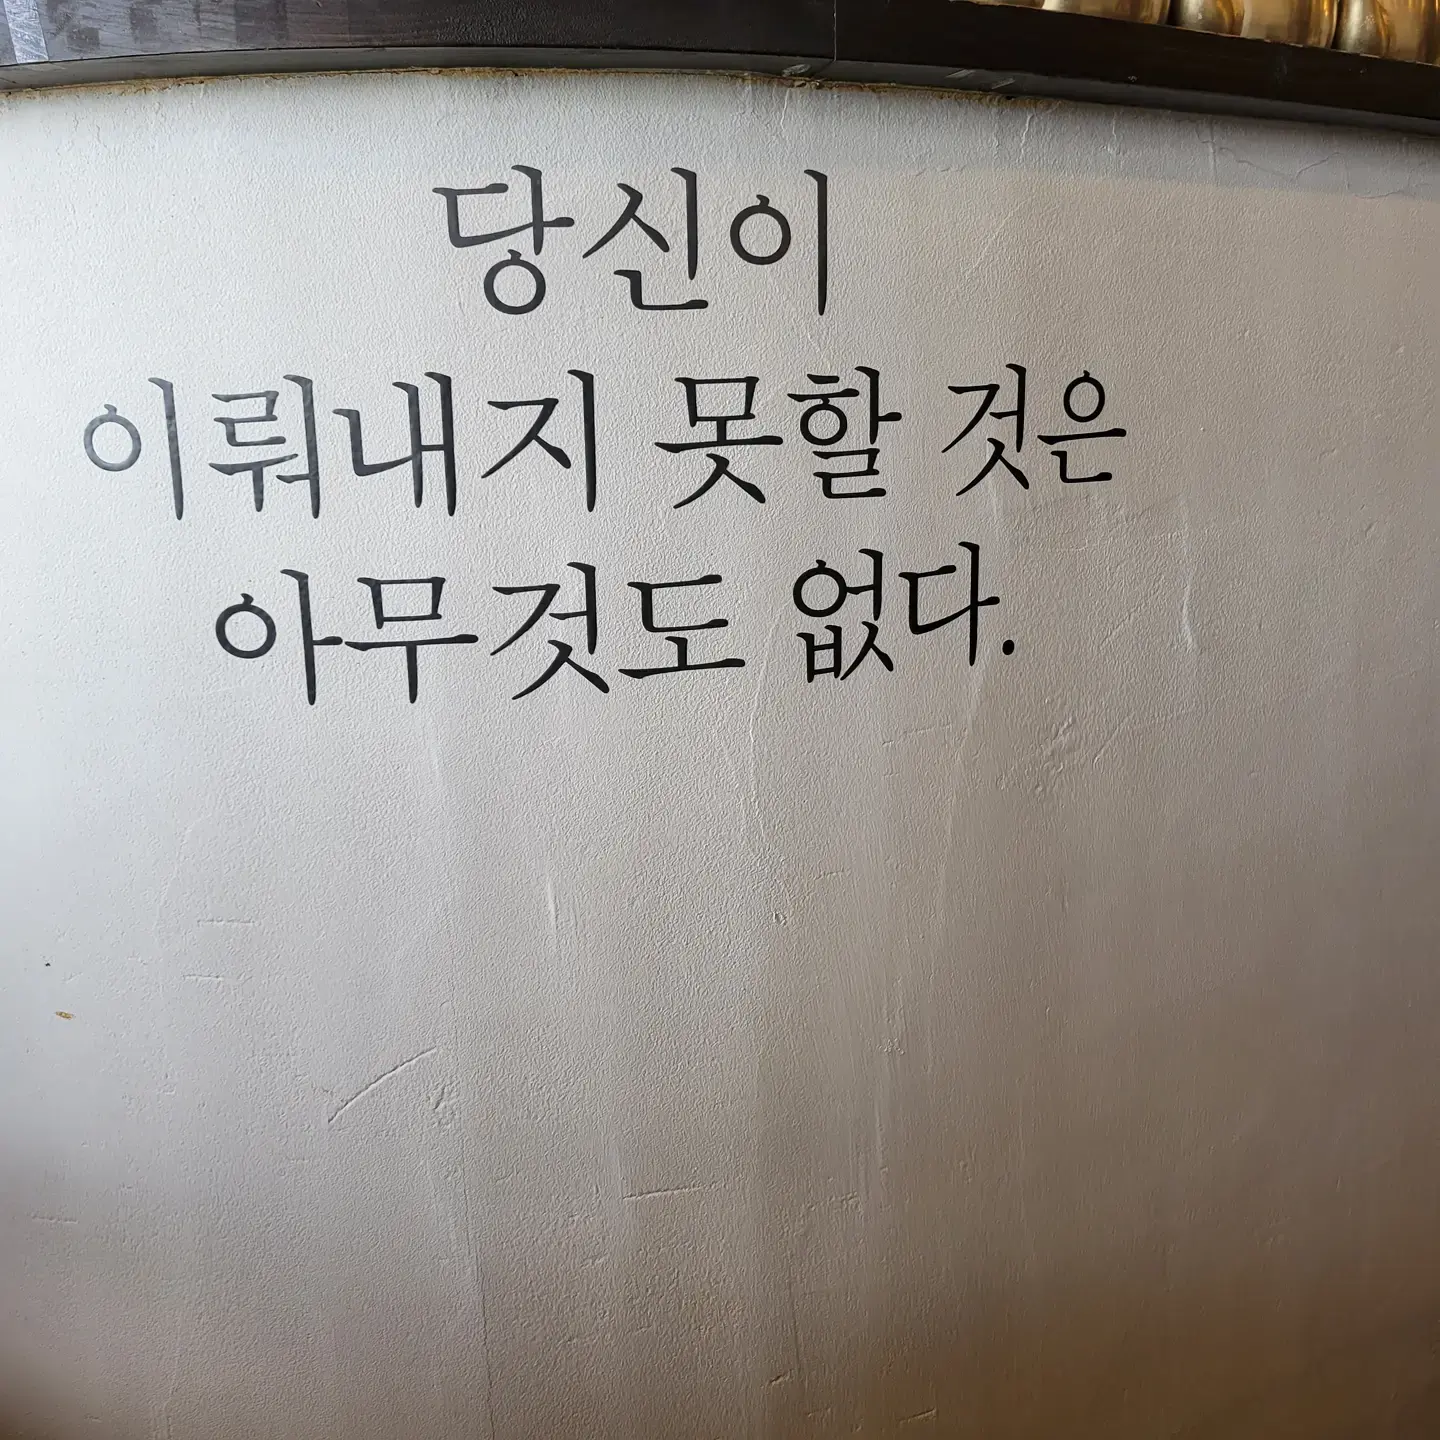 당신이
이뤄내지 못할 것은
아무것도 없다.